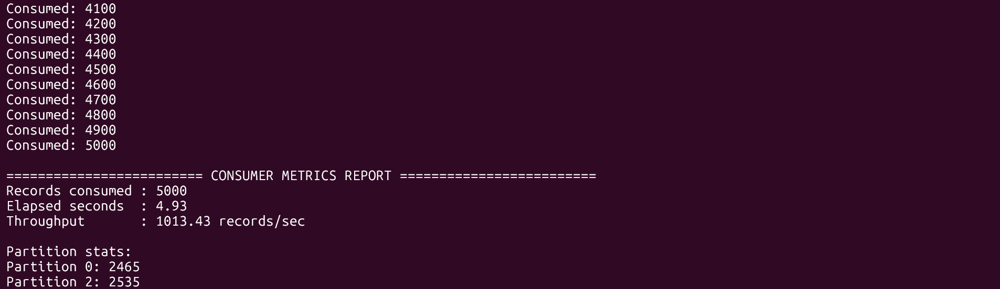 Consumed: 4100
Consumed: 4200
Consumed: 4300
Consumed: 4400
Consumed: 4500
Consumed: 4600
Consumed: 4700
Consumed: 4800
Consumed: 4900
Consumed: 5000

========================= CONSUMER METRICS REPORT =========================
Records consumed : 5000
Elapsed seconds  : 4.93
Throughput       : 1013.43 records/sec

Partition stats:
Partition 0: 2465
Partition 2: 2535